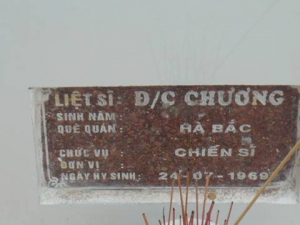 LIỆT SĨ: Đ/C CHƯƠNG
SINH NĂM:
QUÊ QUÁN: HÀ BẮC
CHỨC VỤ: CHIẾN SĨ
ĐƠN VỊ:
NGÀY HY SINH: 24-07-1969